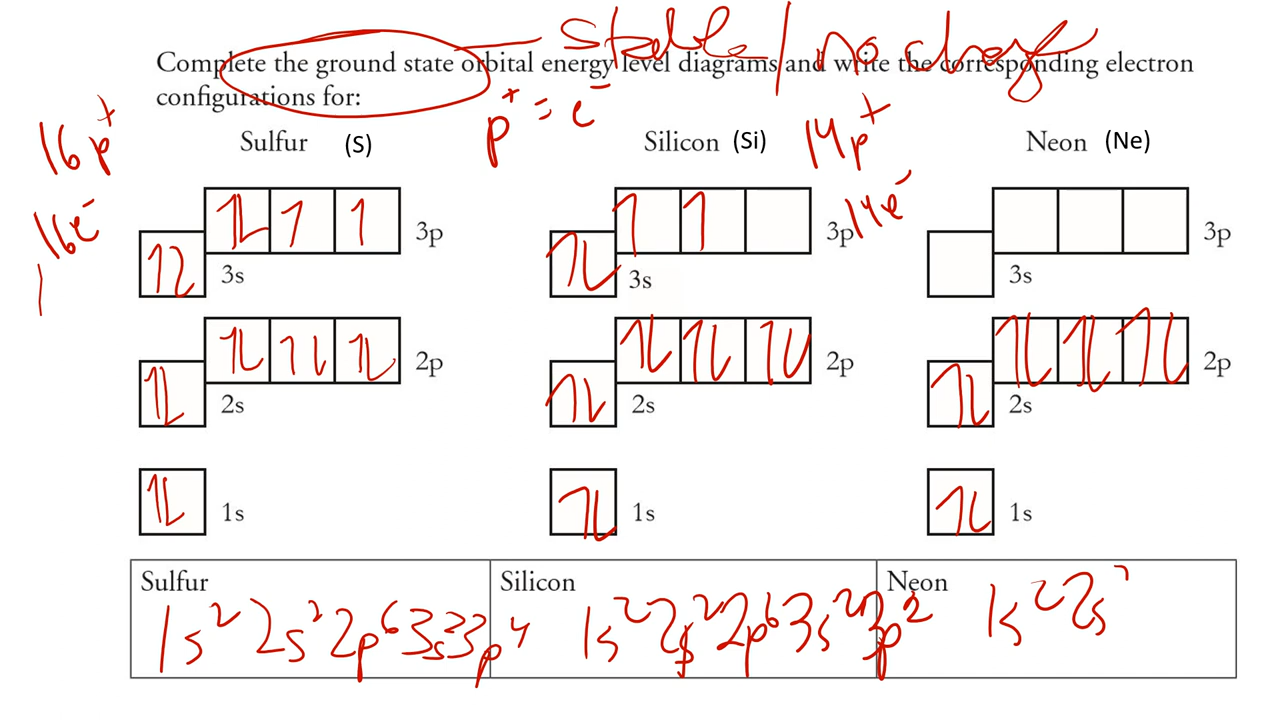 stable / no charge
Complete the ground state orbital energy level diagrams and write the corresponding electron
configurations for:
p⁺ = e⁻
16p⁺
16e⁻
14p⁺
14e⁻
Sulfur (S)
Silicon (Si)
Neon (Ne)
3p
3s
2p
2s
1s
3p
3s
2p
2s
1s
3p
3s
2p
2s
1s
Sulfur
1s² 2s² 2p⁶ 3s² 3p⁴
Silicon
1s² 2s² 2p⁶ 3s² 3p²
Neon
1s² 2s